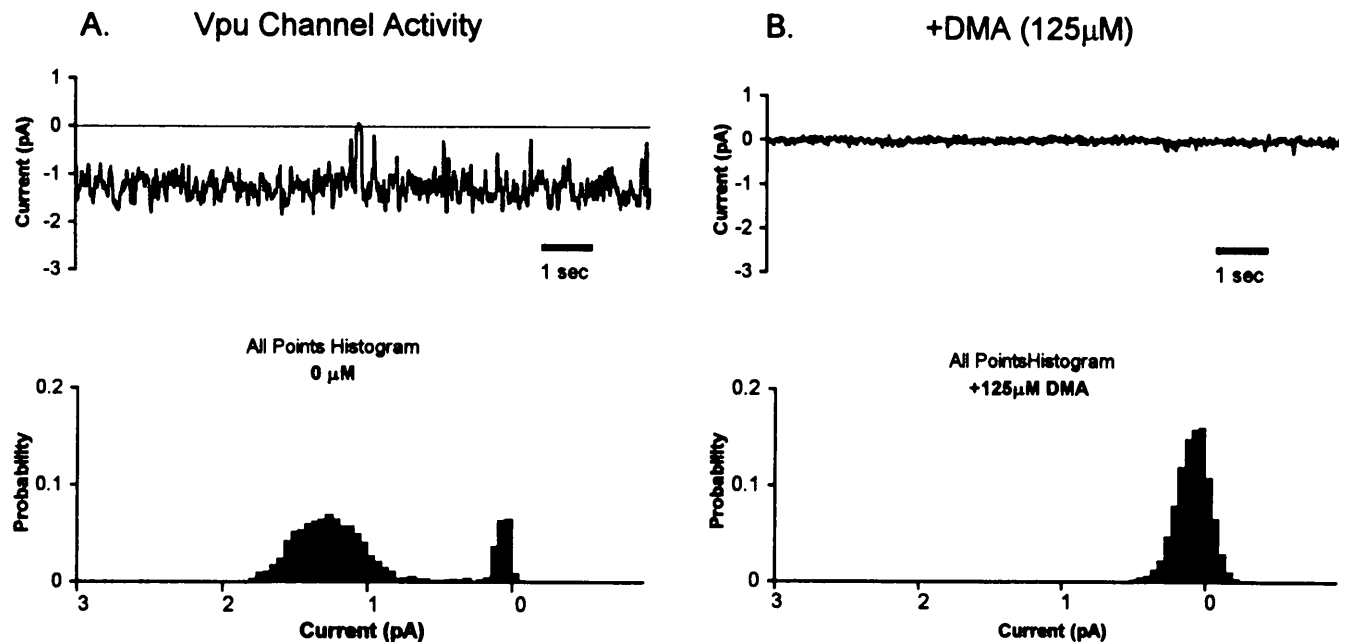 A. Vpu Channel Activity
Current (pA)
1
0
-1
-2
-3
1 sec
All Points Histogram
0 μM
Probability
0.2
0.1
0
3 2 1 0
Current (pA)
B. +DMA (125μM)
Current (pA)
1
0
-1
-2
-3
1 sec
All PointsHistogram
+125μM DMA
Probability
0.2
0.1
0
3 2 1 0
Current (pA)